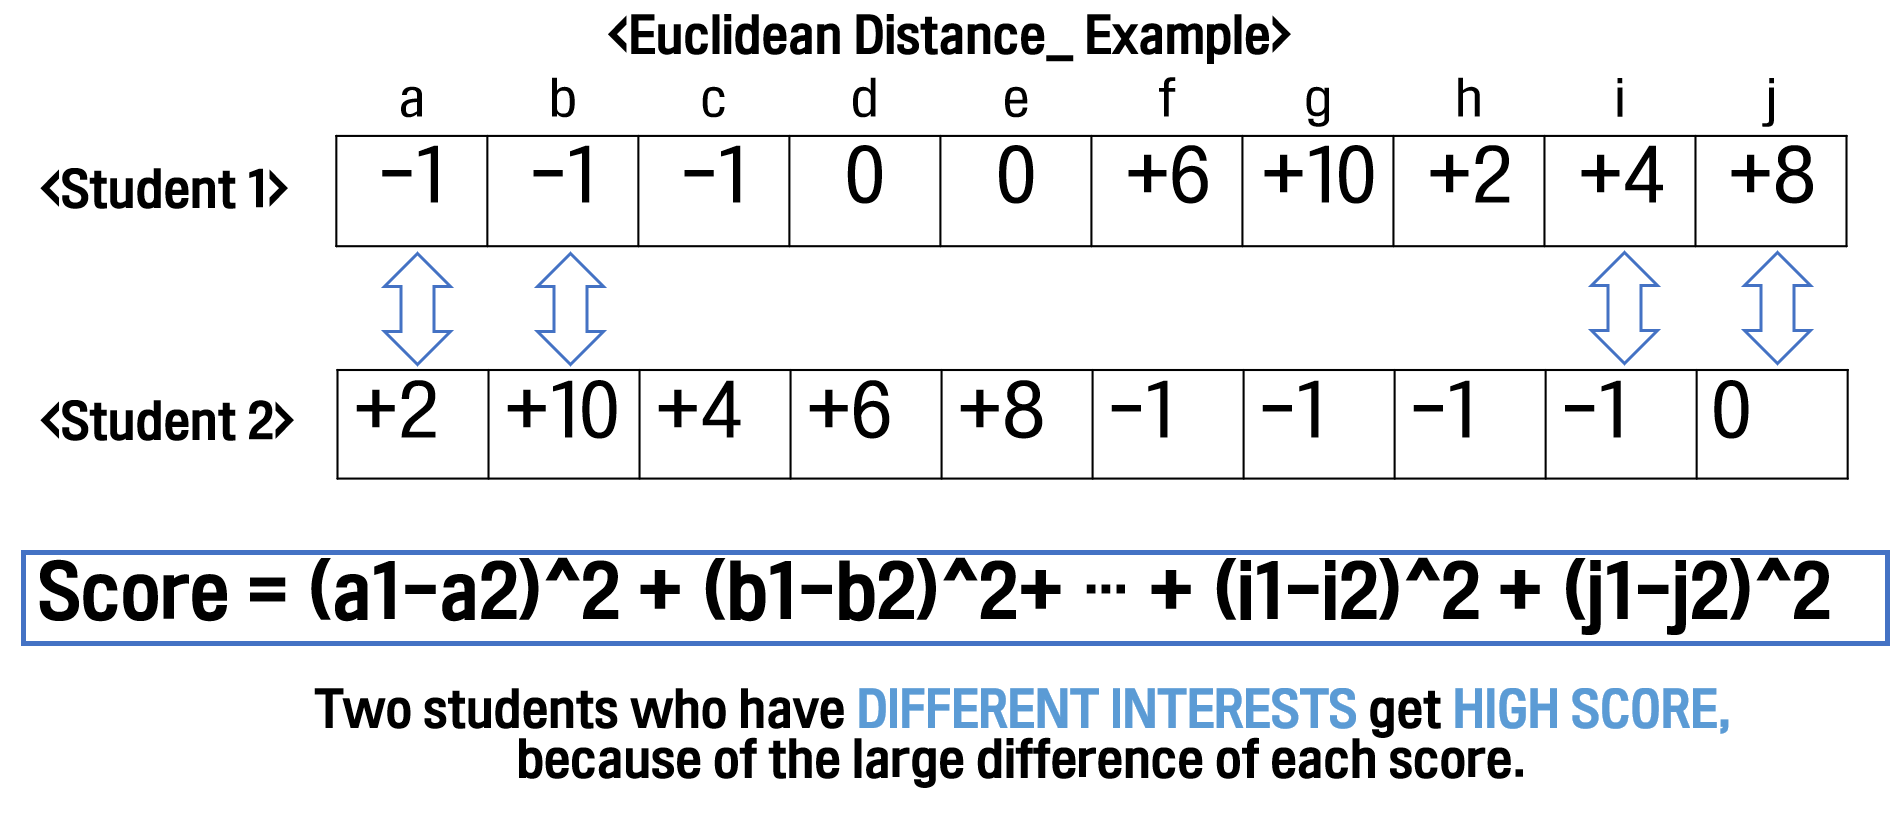 <Euclidean Distance_ Example>
a b c d e f g h i j
<Student 1> -1 -1 -1 0 0 +6 +10 +2 +4 +8
<Student 2> +2 +10 +4 +6 +8 -1 -1 -1 -1 0
Score = (a1-a2)^2 + (b1-b2)^2+ ··· + (i1-i2)^2 + (j1-j2)^2
Two students who have DIFFERENT INTERESTS get HIGH SCORE,
because of the large difference of each score.